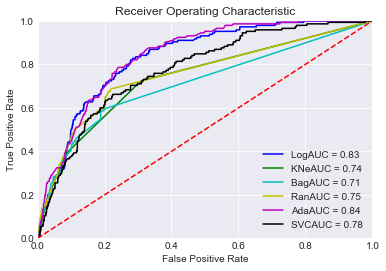 Receiver Operating Characteristic
True Positive Rate
1.0
0.8
0.6
0.4
0.2
0.0
LogAUC = 0.83
KNeAUC = 0.74
BagAUC = 0.71
RanAUC = 0.75
AdaAUC = 0.84
SVCAUC = 0.78
0.0 0.2 0.4 0.6 0.8 1.0
False Positive Rate